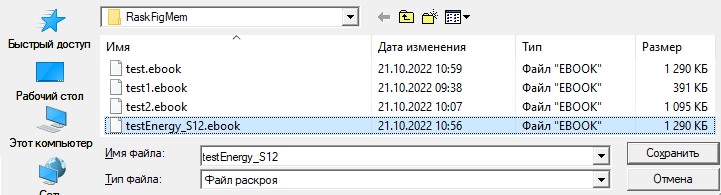 RaskFigMem
Быстрый доступ
Рабочий стол
Этот компьютер
Имя Дата изменения Тип Размер
test.ebook 21.10.2022 10:59 Файл "EBOOK" 1 290 КБ
test1.ebook 21.10.2022 09:38 Файл "EBOOK" 391 КБ
test2.ebook 21.10.2022 10:07 Файл "EBOOK" 1 095 КБ
testEnergy_S12.ebook 21.10.2022 10:56 Файл "EBOOK" 1 290 КБ
Имя файла: testEnergy_S12 Сохранить
Тип файла: Файл раскроя Отмена